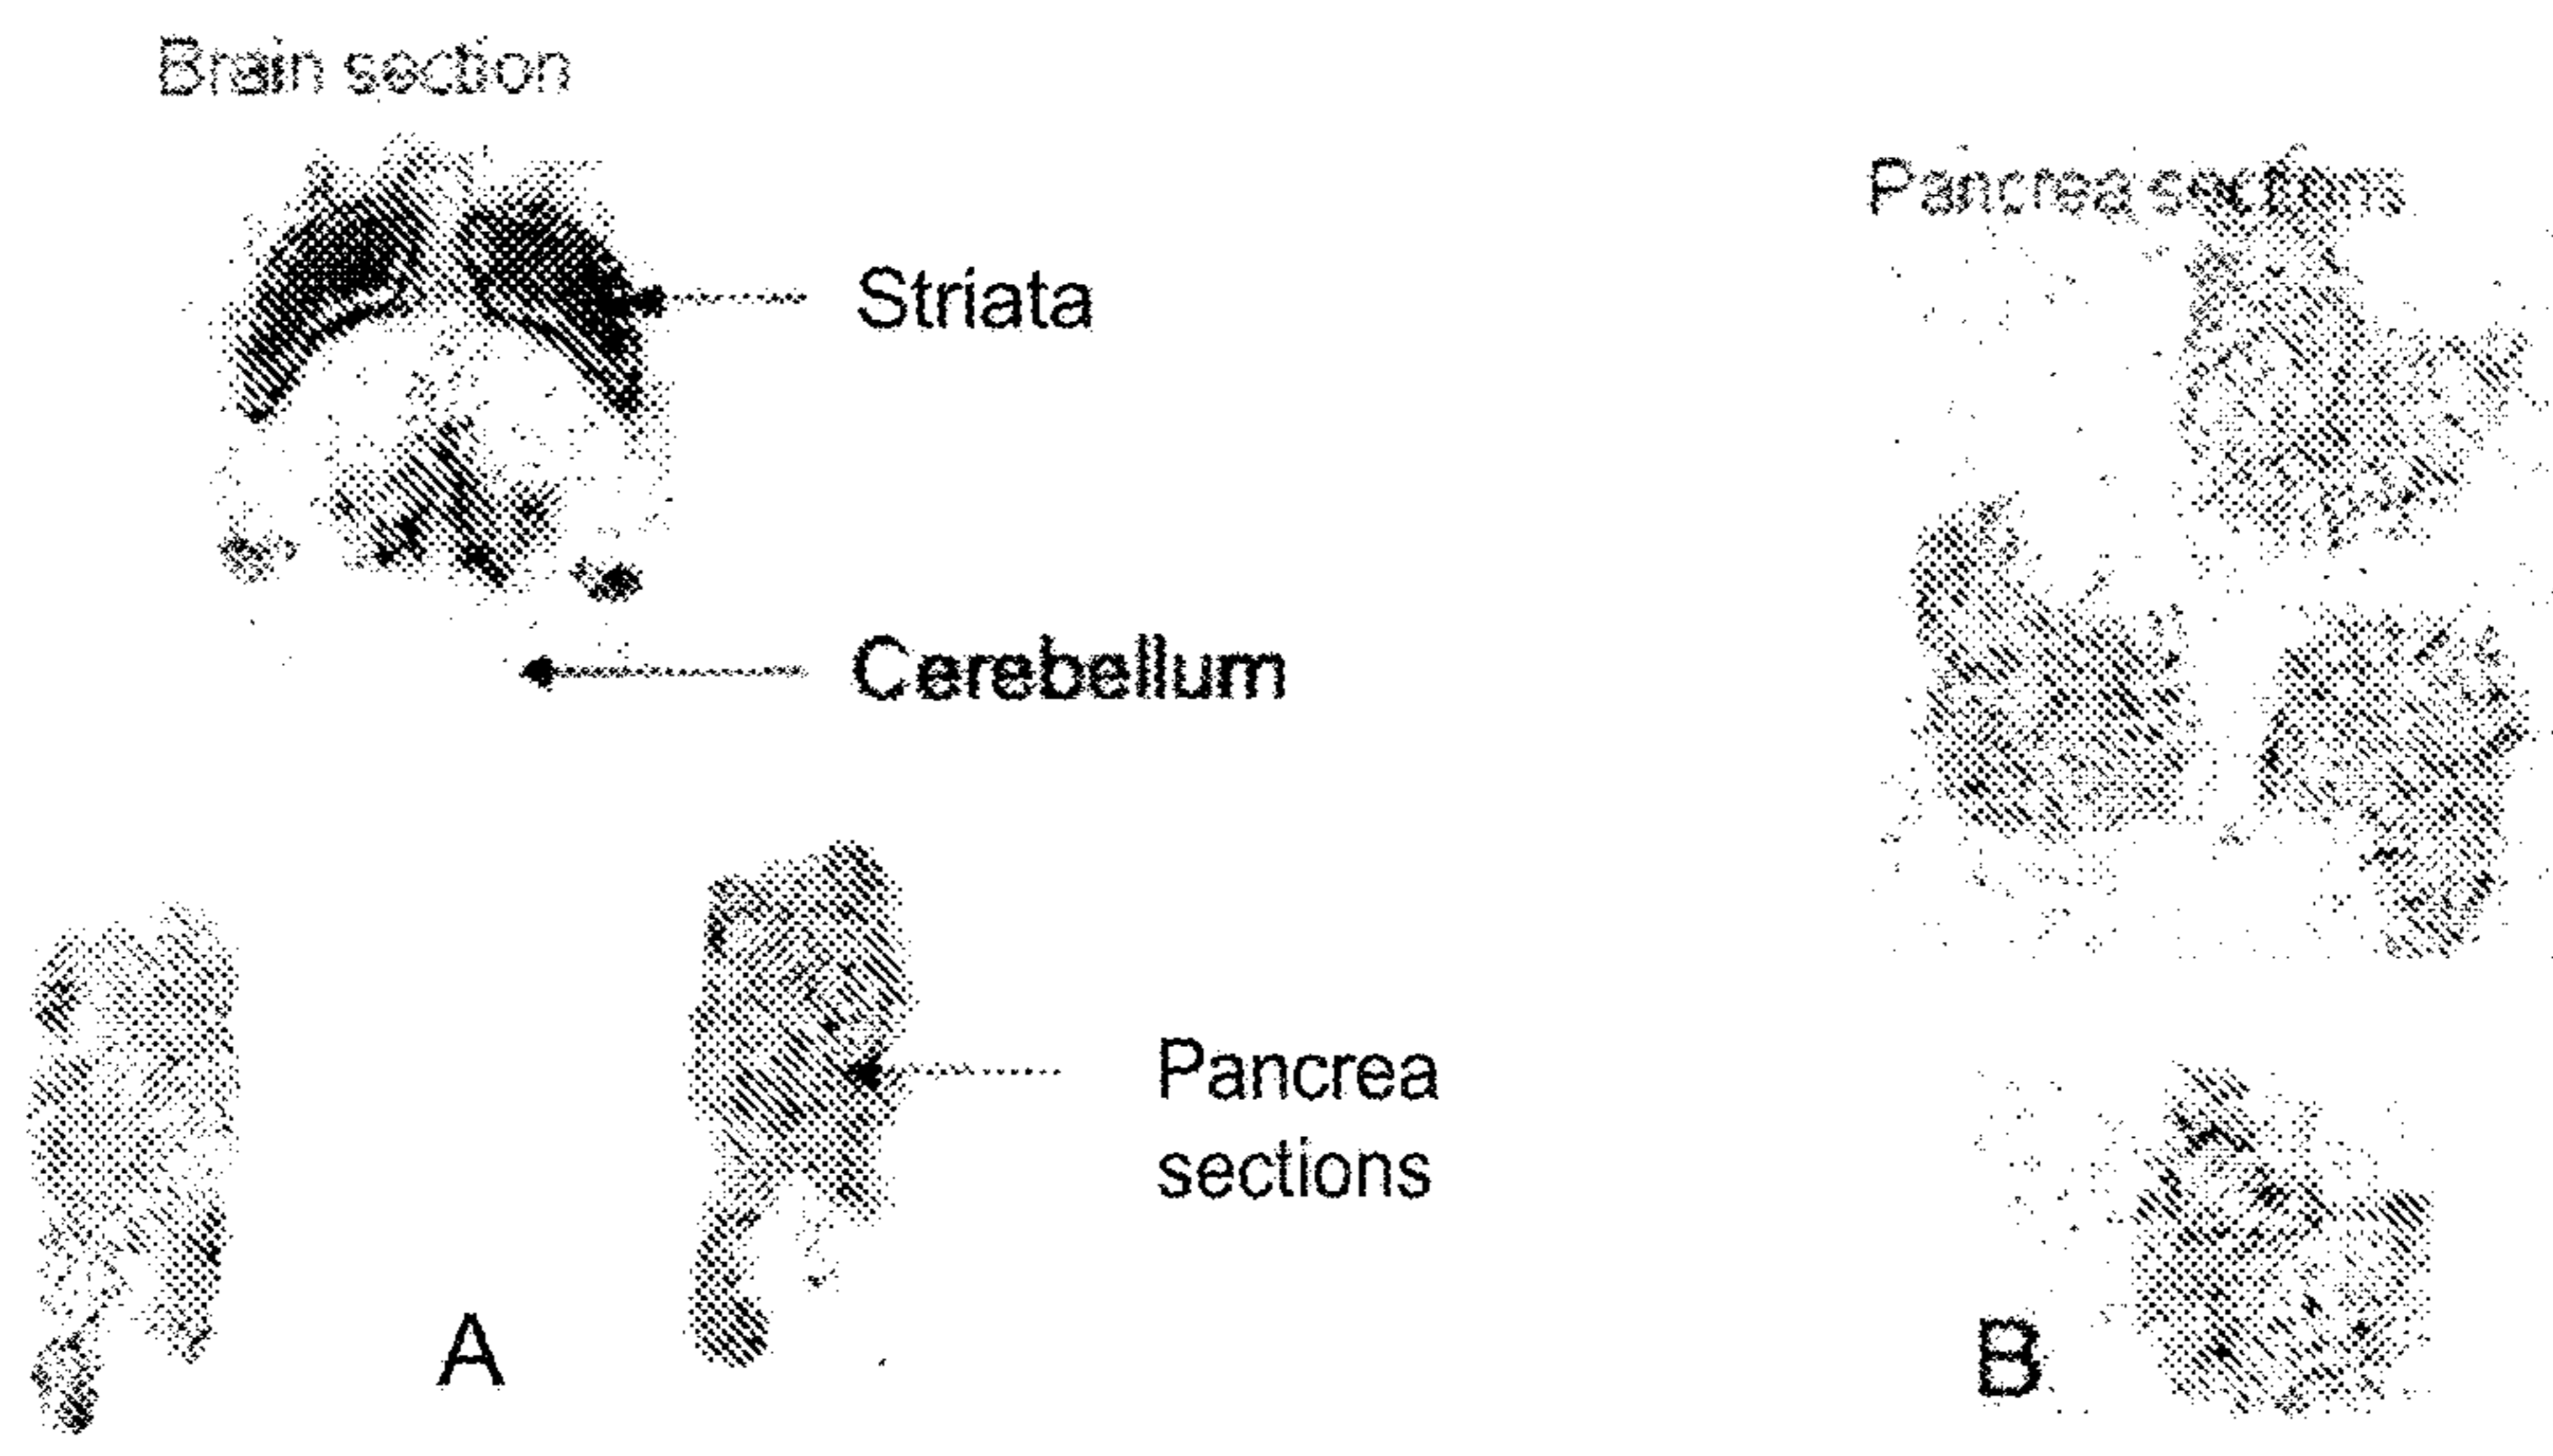 Brain section
Striata
Cerebellum
Pancrea
sections
A
Pancrea sections
B